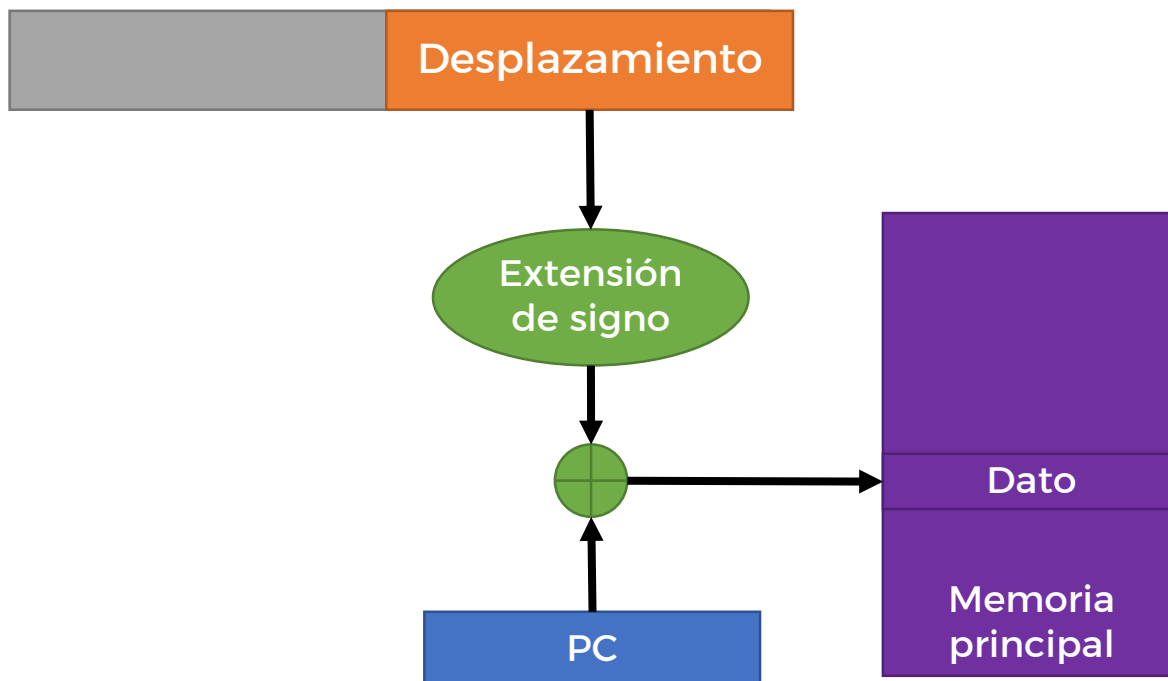 Desplazamiento
Extensión
de signo
Dato
Memoria
principal
PC